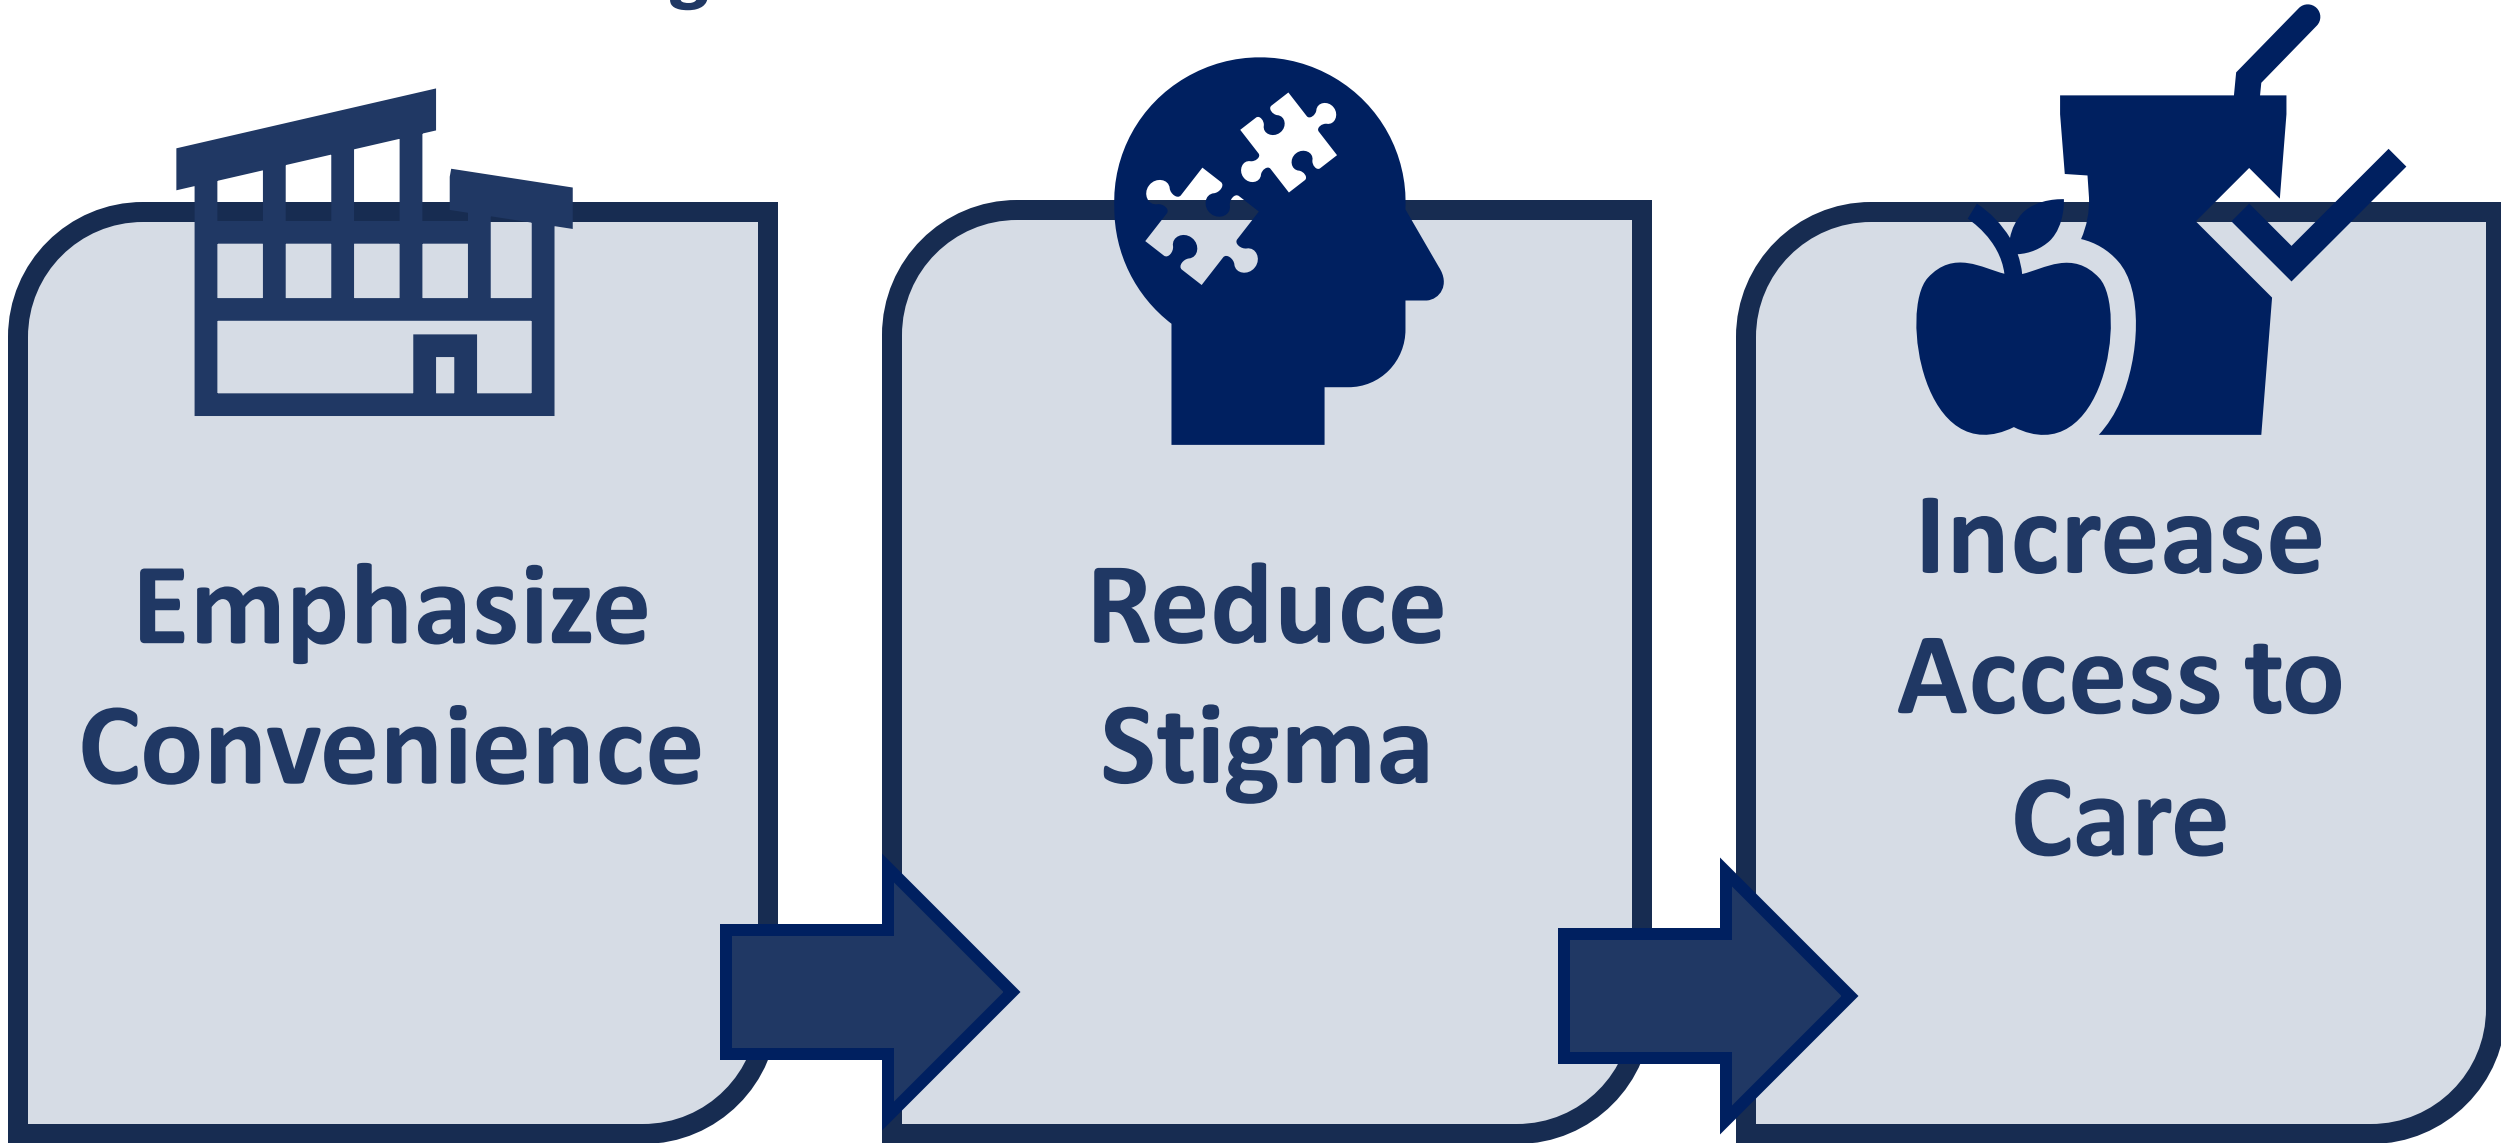 Emphasize
Convenience
Reduce
Stigma
Increase
Access to
Care